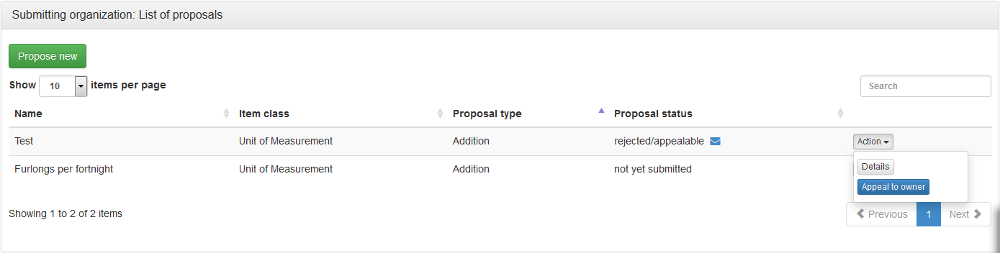 Submitting organization: List of proposals
Propose new
Show 10 items per page
Search
Name Item class Proposal type Proposal status
Test Unit of Measurement Addition rejected/appealable Action
Furlongs per fortnight Unit of Measurement Addition not yet submitted
Details
Appeal to owner
Showing 1 to 2 of 2 items
Previous 1 Next